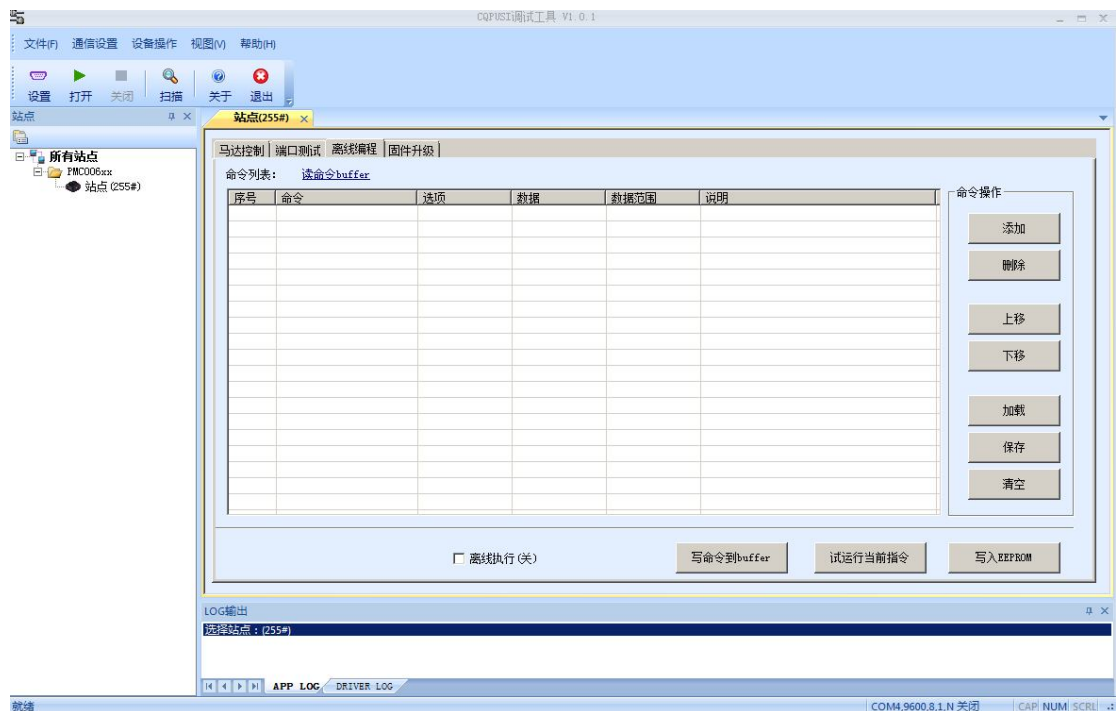 CQPUSI调试工具 V1.0.1
文件(F) 通信设置 设备操作 视图(V) 帮助(H)
设置 打开 关闭 扫描 关于 退出
站点
站点(255#)
所有站点
PMC006xx
站点 (255#)
马达控制 端口测试 离线编程 固件升级
命令列表: 读命令buffer
序号 命令 选项 数据 数据范围 说明
命令操作
添加
删除
上移
下移
加载
保存
清空
离线执行(关) 写命令到buffer 试运行当前指令 写入EEPROM
LOG输出
选择站点：(255#)
APP LOG DRIVER LOG
就绪 COM4,9600,8,1,N 关闭 CAP NUM SCRL